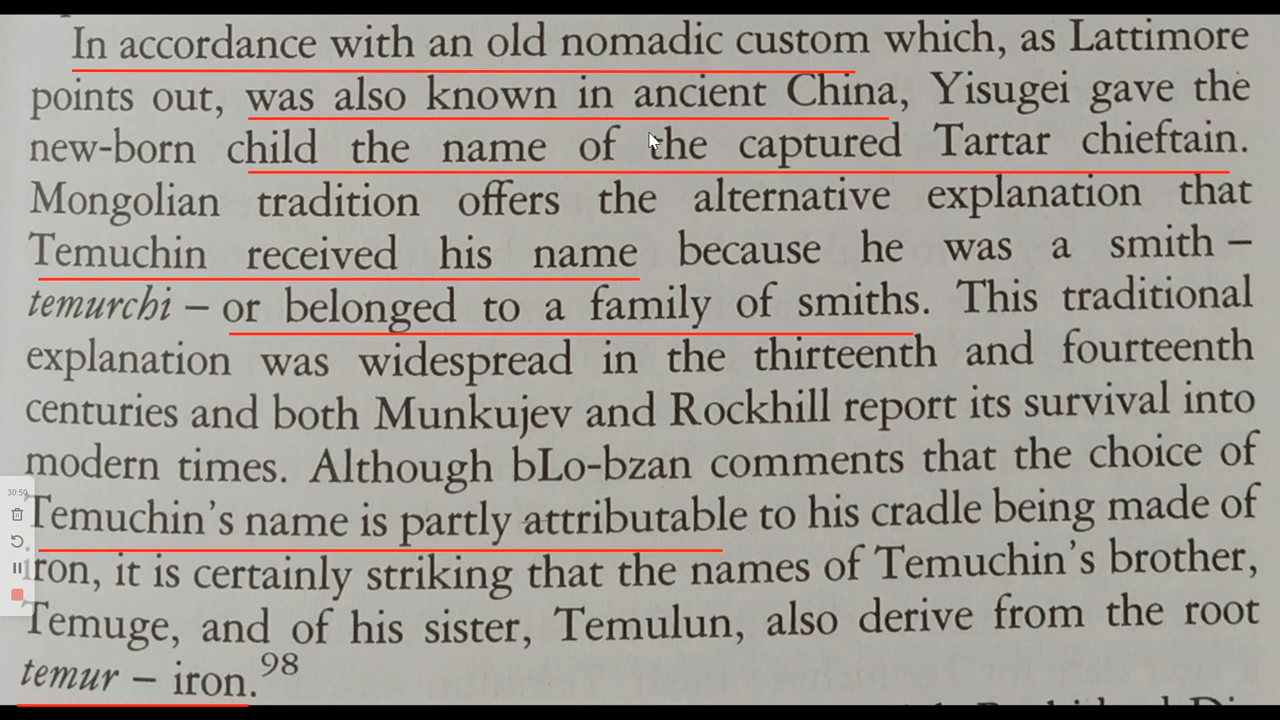 In accordance with an old nomadic custom which, as Lattimore
points out, was also known in ancient China, Yisugei gave the
new-born child the name of the captured Tartar chieftain.
Mongolian tradition offers the alternative explanation that
Temuchin received his name because he was a smith –
temurchi – or belonged to a family of smiths. This traditional
explanation was widespread in the thirteenth and fourteenth
centuries and both Munkujev and Rockhill report its survival into
modern times. Although bLo-bzan comments that the choice of
Temuchin's name is partly attributable to his cradle being made of
iron, it is certainly striking that the names of Temuchin's brother,
Temuge, and of his sister, Temulun, also derive from the root
temur – iron.98
30:50